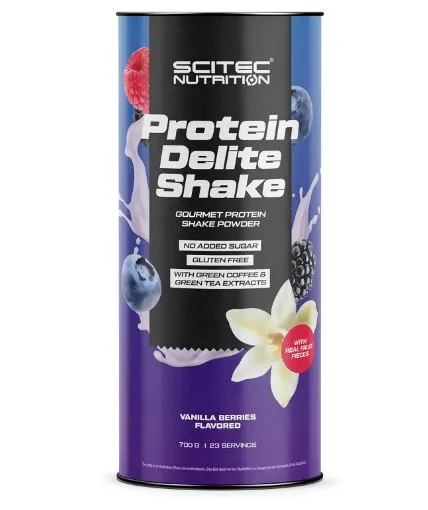 SCITEC
NUTRITION
Protein
Delite
Shake
GOURMET PROTEIN
SHAKE POWDER
NO ADDED SUGAR
GLUTEN FREE
WITH GREEN COFFEE &
GREEN TEA EXTRACTS
WITH
REAL FRUIT
PIECES
VANILLA BERRIES
FLAVORED
700 G | 23 SERVINGS